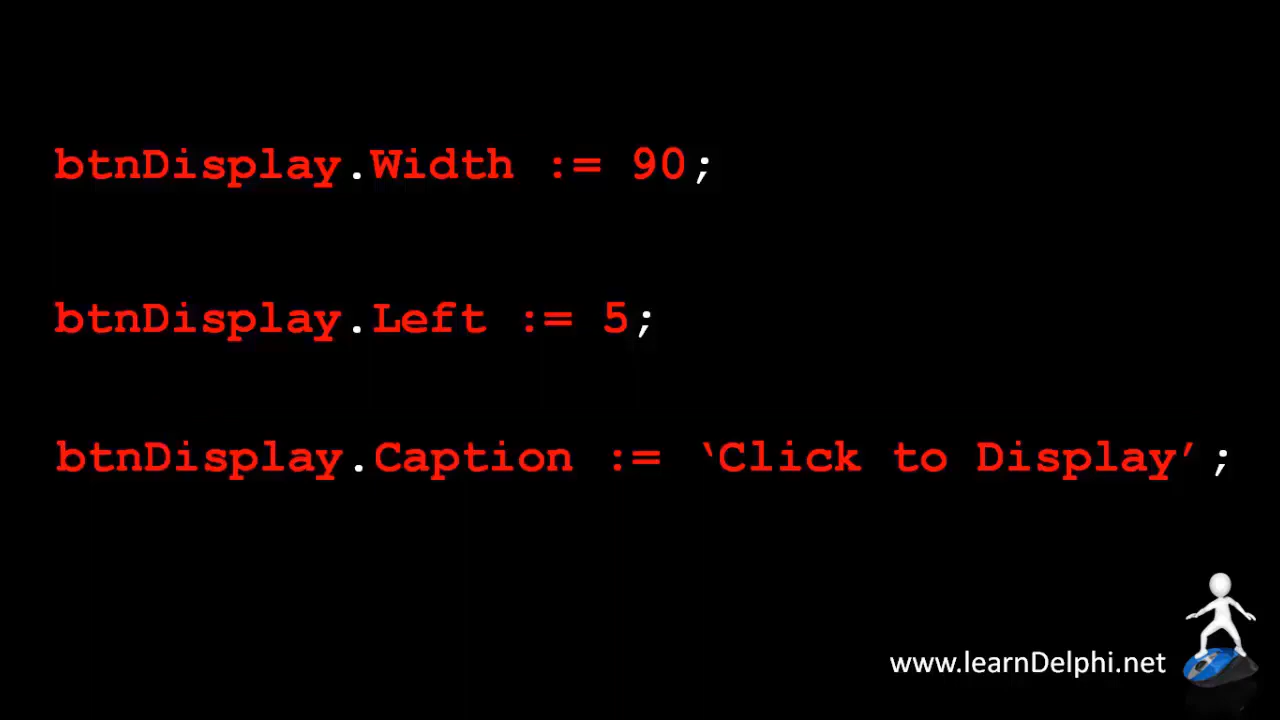 btnDisplay.Width := 90;
btnDisplay.Left := 5;
btnDisplay.Caption := ‘Click to Display’;
www.learnDelphi.net